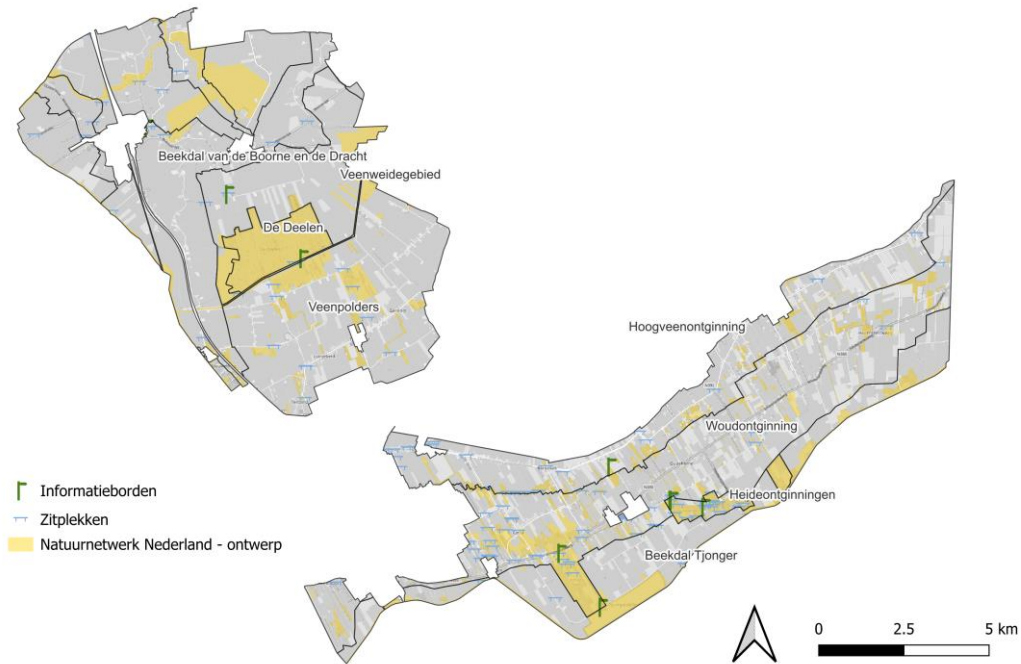 Beekdal van de Boorne en de Dracht
Veenweidegebied
De Deelen
Veenpolders
Hoogveenontginning
Woudontginning
Heideontginningen
Beekdal Tjonger
Informatieborden
Zitplekken
Natuurnetwerk Nederland - ontwerp
0 2.5 5 km